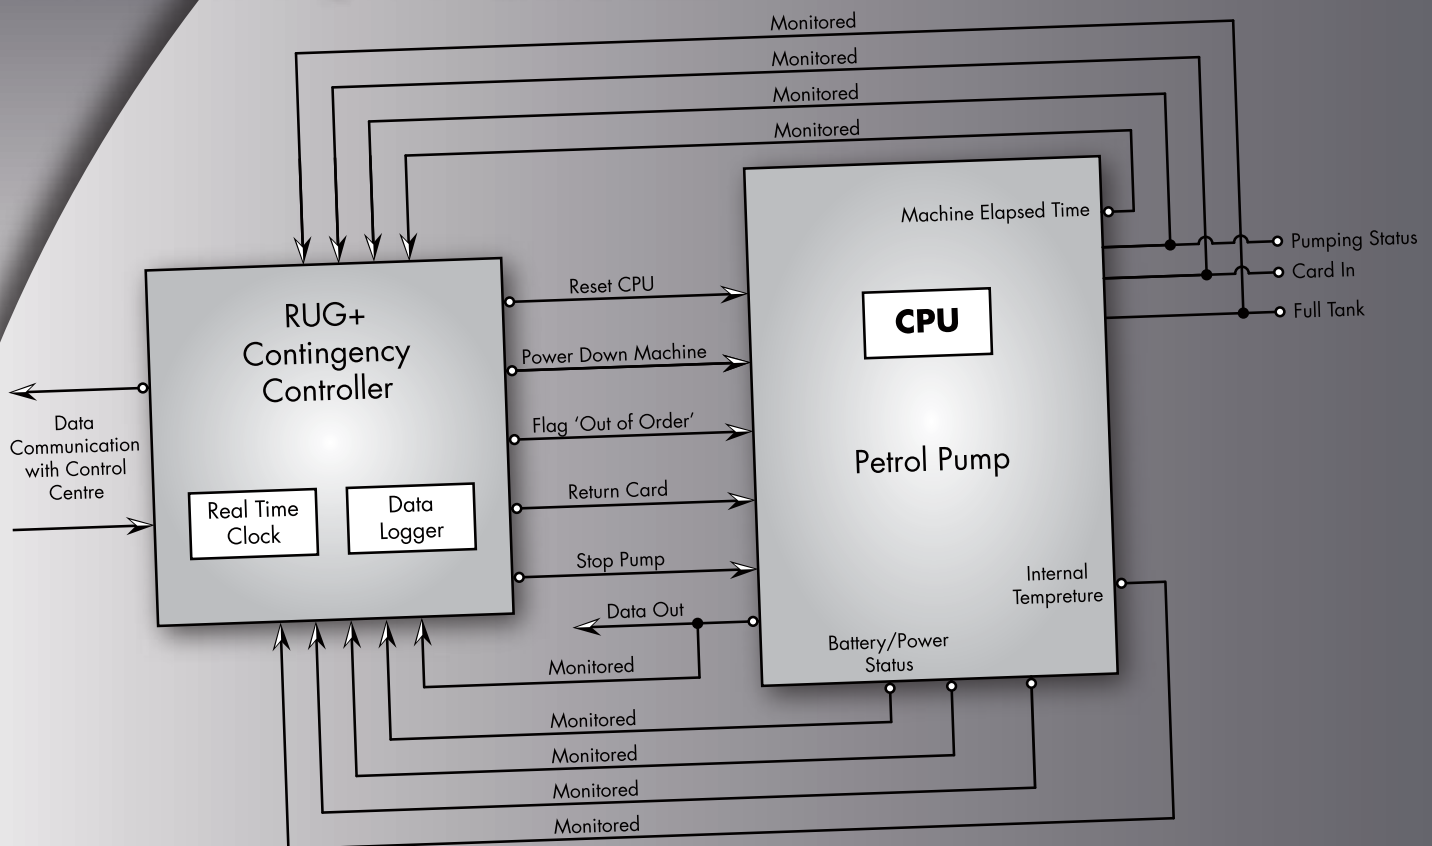 Monitored
Monitored
Monitored
Monitored
Machine Elapsed Time
Pumping Status
Card In
Full Tank
RUG+
Contingency
Controller
Reset CPU
CPU
Power Down Machine
Flag ‘Out of Order’
Petrol Pump
Data
Communication
with Control
Centre
Real Time
Clock
Data
Logger
Return Card
Stop Pump
Internal
Tempreture
Data Out
Battery/Power
Status
Monitored
Monitored
Monitored
Monitored
Monitored